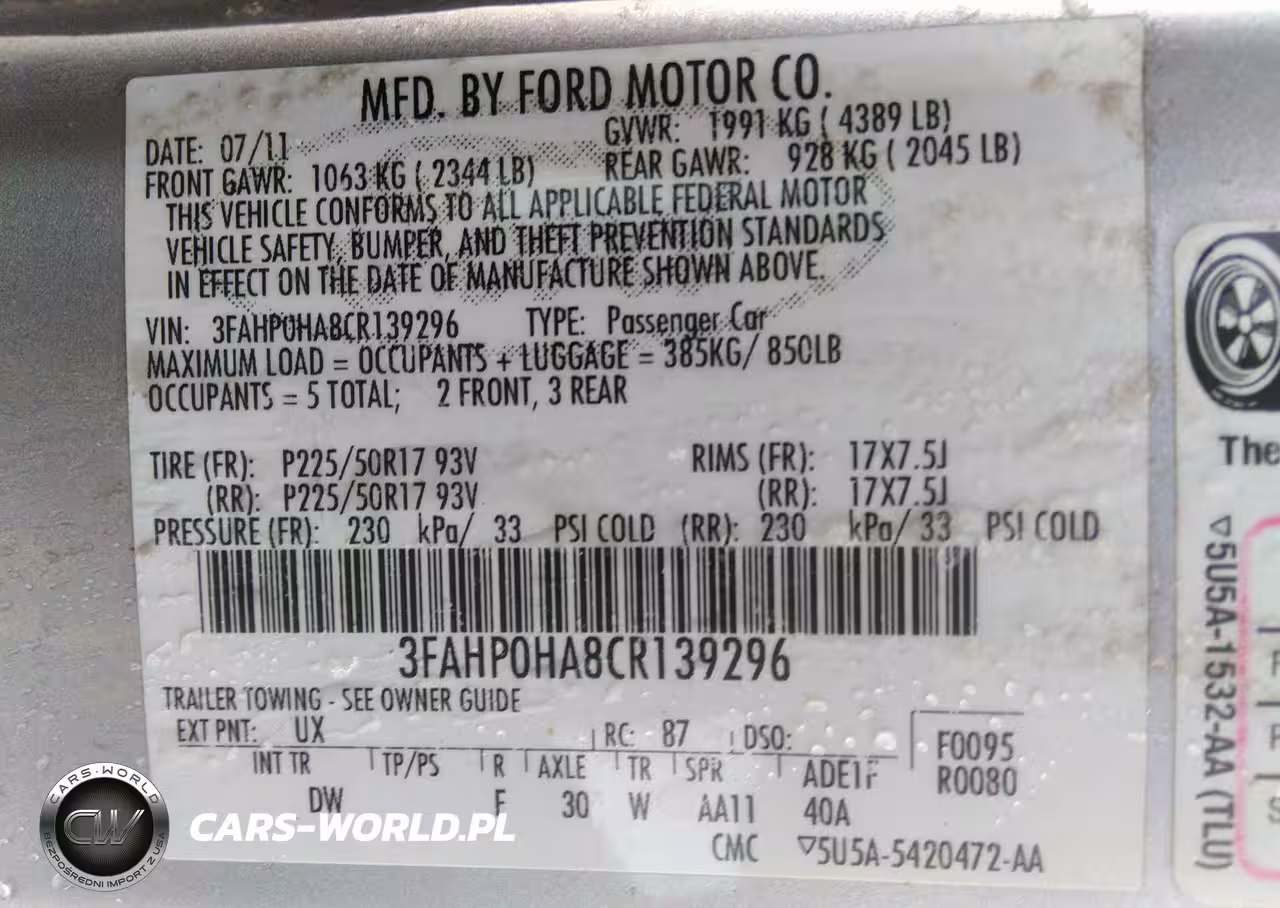 MFD. BY FORD MOTOR CO.
DATE: 07/11 GVWR: 1991 KG ( 4389 LB)
FRONT GAWR: 1063 KG ( 2344 LB) REAR GAWR: 928 KG ( 2045 LB)
THIS VEHICLE CONFORMS TO ALL APPLICABLE FEDERAL MOTOR
VEHICLE SAFETY, BUMPER, AND THEFT PREVENTION STANDARDS
IN EFFECT ON THE DATE OF MANUFACTURE SHOWN ABOVE.
VIN: 3FAHP0HA8CR139296 TYPE: Passenger Car
MAXIMUM LOAD = OCCUPANTS + LUGGAGE = 385KG/ 850LB
OCCUPANTS = 5 TOTAL; 2 FRONT, 3 REAR
TIRE (FR): P225/50R17 93V RIMS (FR): 17X7.5J
(RR): P225/50R17 93V (RR): 17X7.5J
PRESSURE (FR): 230 kPa/ 33 PSI COLD (RR): 230 kPa/ 33 PSI COLD
3FAHP0HA8CR139296
TRAILER TOWING - SEE OWNER GUIDE
EXT PNT: UX RC: 87 DSO: F0095
INT TR TP/PS R AXLE TR SPR ADE1F R0080
DW F 30 W AA11 40A
CMC ▽5U5A-5420472-AA
The
▽5U5A-1532-AA (TLU)
CARS-WORLD
CW
BEZPOŚREDNI IMPORT Z USA
CARS-WORLD.PL